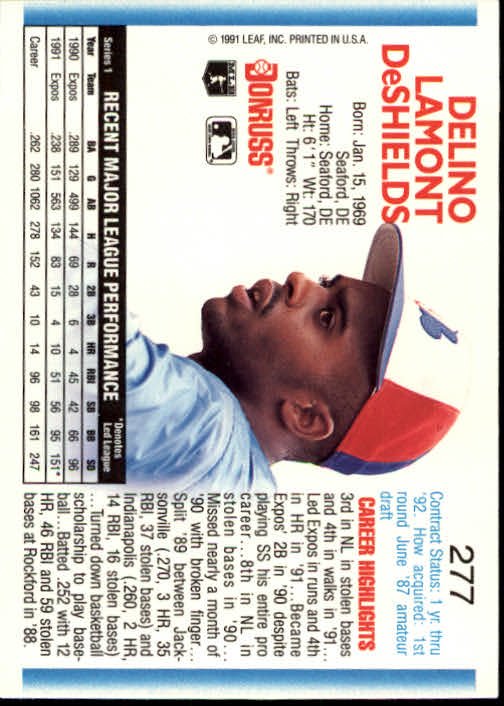 277
DELINO
LAMONT
DeSHIELDS
Born: Jan. 15, 1969
Seaford, DE
Home: Seaford, DE
Ht: 6'1" Wt: 170
Bats: Left Throws: Right
DONRUSS®
MLB
© 1991 LEAF, INC. PRINTED IN U.S.A.
Contract Status: 1 yr. thru
'92. How acquired: 1st
round June '87 amateur
draft
CAREER HIGHLIGHTS
3rd in NL in stolen bases
and 4th in walks in '91...
Led Expos in runs and 4th
in HR in '91... Became
Expos' 2B in '90 despite
playing SS his entire pro
career...8th in NL in
stolen bases in '90...
Missed nearly a month of
'90 with broken finger...
Split '89 between Jack-
sonville (.270, 3 HR, 35
RBI, 37 stolen bases) and
Indianapolis (.260, 2 HR,
14 RBI, 16 stolen bases)
...Turned down basketball
scholarship to play base-
ball...Batted .252 with 12
HR, 46 RBI and 59 stolen
bases at Rockford in '88.
Series 1 RECENT MAJOR LEAGUE PERFORMANCE *Denotes
Led League
Year Team BA G AB H R 2B 3B HR RBI SB BB SO
1990 Expos .289 129 499 144 69 28 6 4 45 42 66 96
1991 Expos .238 151 563 134 83 15 4 10 51 56 95 151*
Career .262 280 1062 278 152 43 10 14 96 98 161 247